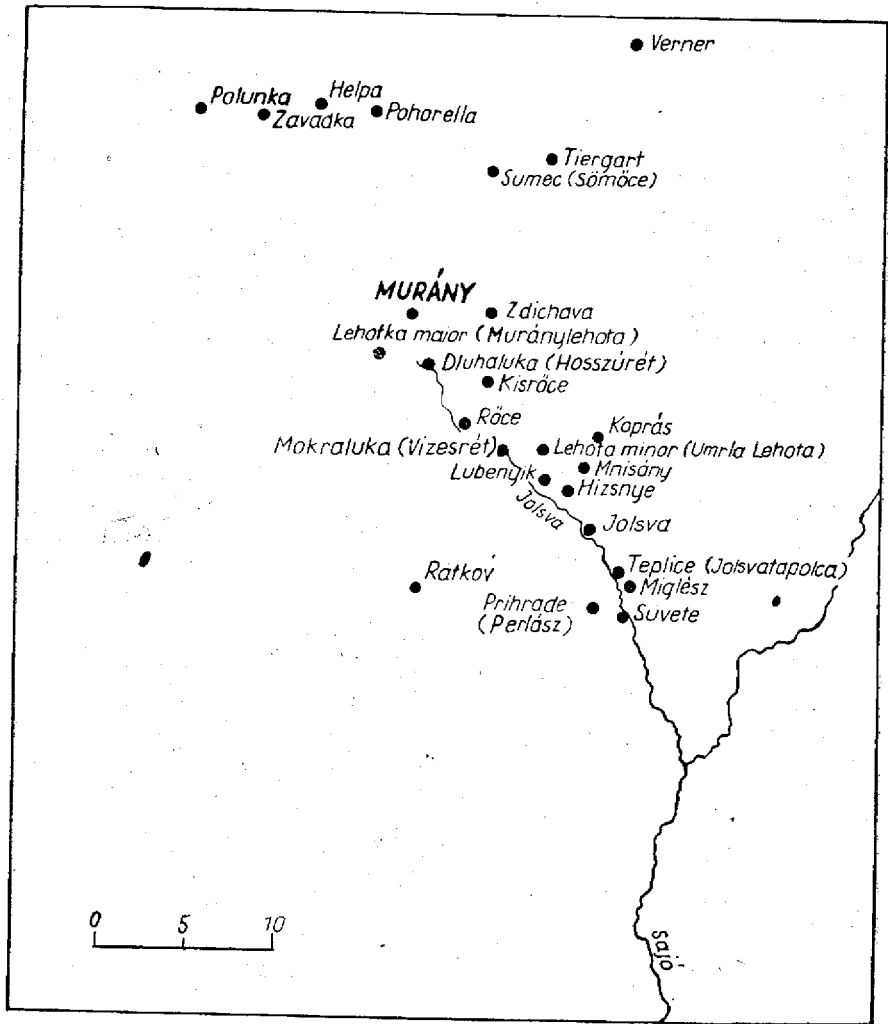 Verner
Polunka
Helpa
Zavadka
Pohorella
Tiergart
Sumec (Sömöce)
MURÁNY
Zdichava
Lehotka maior (Muránylehota)
Dluhaluka (Hosszúrét)
Kisrőce
Rőce
Koprás
Mokraluka (Vizesrét)
Lehota minor (Umrla Lehota)
Mnisány
Lubenyik
Hizsnye
Jolsva
Jolsva
Teplice (Jolsvatapolca)
Ratkov
Miglész
Prihrade
(Perlász)
Suvete
0 5 10
Sajó